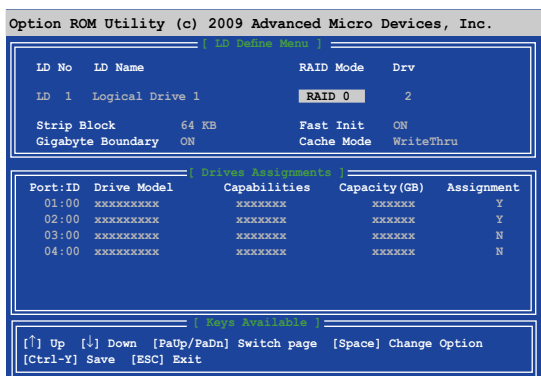 Option ROM Utility (c) 2009 Advanced Micro Devices, Inc.
[ LD Define Menu ]
LD No LD Name RAID Mode Drv
LD 1 Logical Drive 1 RAID 0 2
Strip Block 64 KB Fast Init ON
Gigabyte Boundary ON Cache Mode WriteThru
[ Drives Assignments ]
Port:ID Drive Model Capabilities Capacity(GB) Assignment
01:00 xxxxxxxxx xxxxxxx xxxxxx Y
02:00 xxxxxxxxx xxxxxxx xxxxxx Y
03:00 xxxxxxxxx xxxxxxx xxxxxx N
04:00 xxxxxxxxx xxxxxxx xxxxxx N
[ Keys Available ]
[↑] Up [↓] Down [PaUp/PaDn] Switch page [Space] Change Option
[Ctrl-Y] Save [ESC] Exit